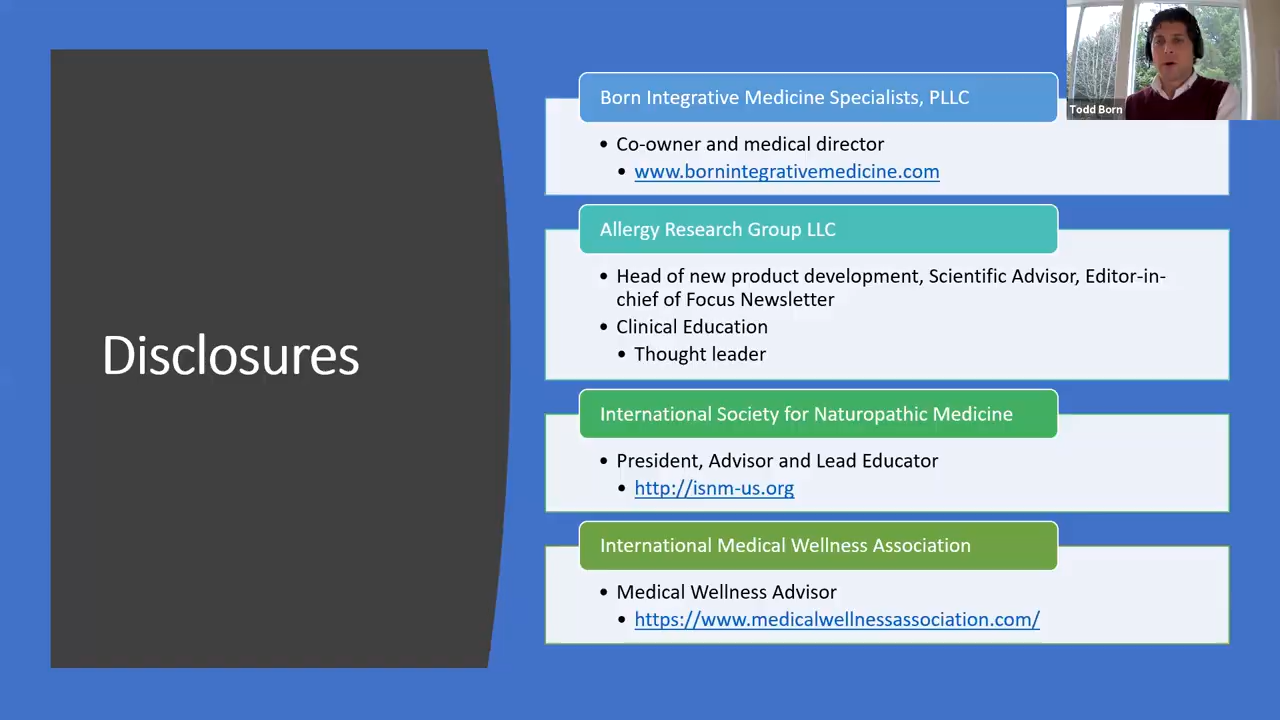 Disclosures
Born Integrative Medicine Specialists, PLLC
• Co-owner and medical director
• www.bornintegrativemedicine.com
Allergy Research Group LLC
• Head of new product development, Scientific Advisor, Editor-in-
chief of Focus Newsletter
• Clinical Education
• Thought leader
International Society for Naturopathic Medicine
• President, Advisor and Lead Educator
• http://isnm-us.org
International Medical Wellness Association
• Medical Wellness Advisor
• https://www.medicalwellnessassociation.com/
Todd Born